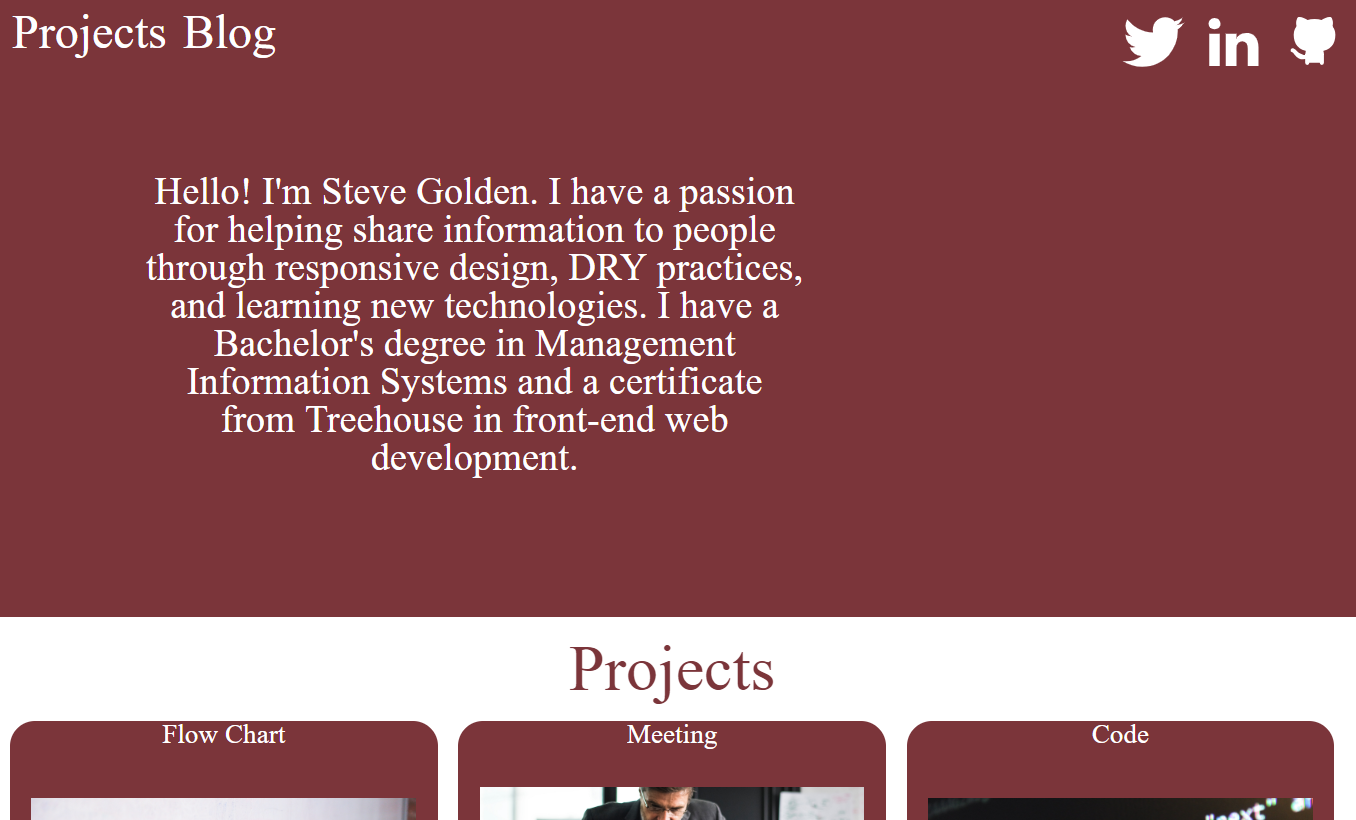 Projects Blog
in
Hello! I'm Steve Golden. I have a passion
for helping share information to people
through responsive design, DRY practices,
and learning new technologies. I have a
Bachelor's degree in Management
Information Systems and a certificate
from Treehouse in front-end web
development.
Projects
Flow Chart
Meeting
Code
"next"